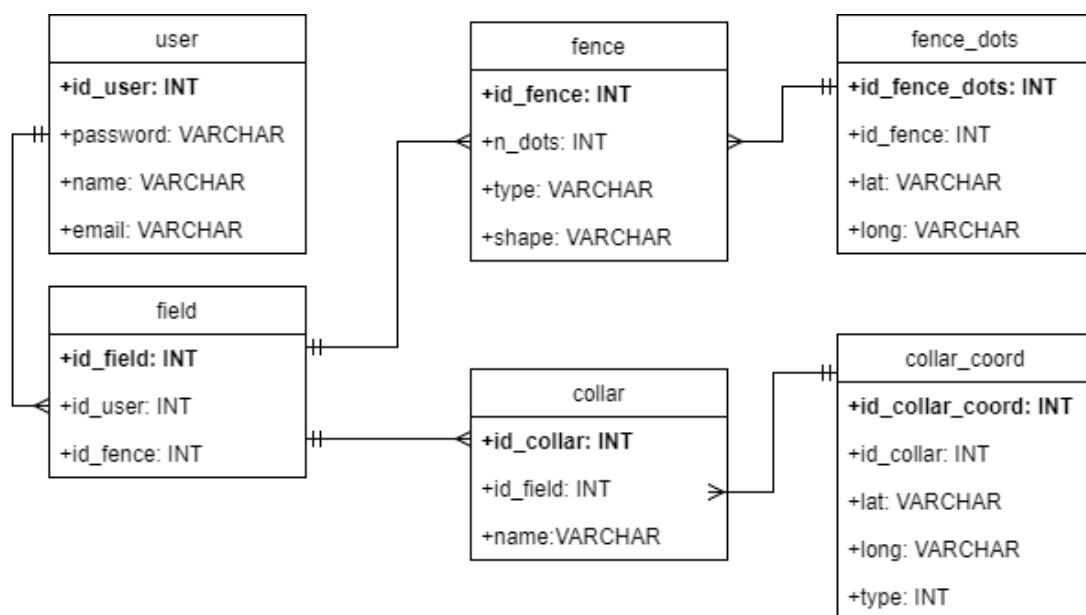 user
+id_user: INT
+password: VARCHAR
+name: VARCHAR
+email: VARCHAR
fence
+id_fence: INT
+n_dots: INT
+type: VARCHAR
+shape: VARCHAR
fence_dots
+id_fence_dots: INT
+id_fence: INT
+lat: VARCHAR
+long: VARCHAR
field
+id_field: INT
+id_user: INT
+id_fence: INT
collar
+id_collar: INT
+id_field: INT
+name:VARCHAR
collar_coord
+id_collar_coord: INT
+id_collar: INT
+lat: VARCHAR
+long: VARCHAR
+type: INT